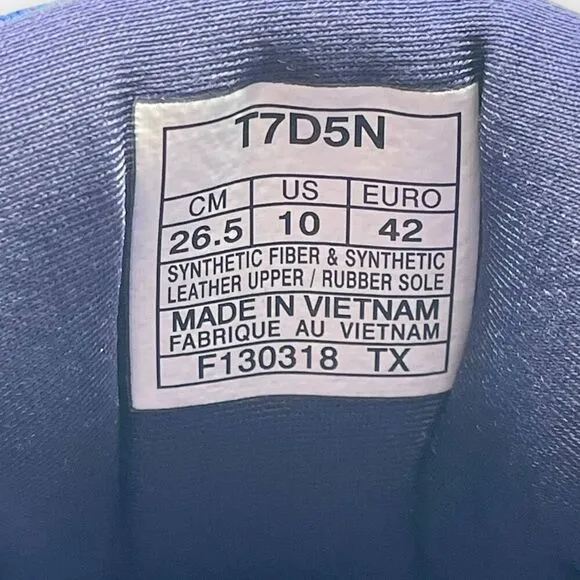 T7D5N
CM US EURO
26.5 10 42
SYNTHETIC FIBER & SYNTHETIC
LEATHER UPPER / RUBBER SOLE
MADE IN VIETNAM
FABRIQUE AU VIETNAM
F130318 TX